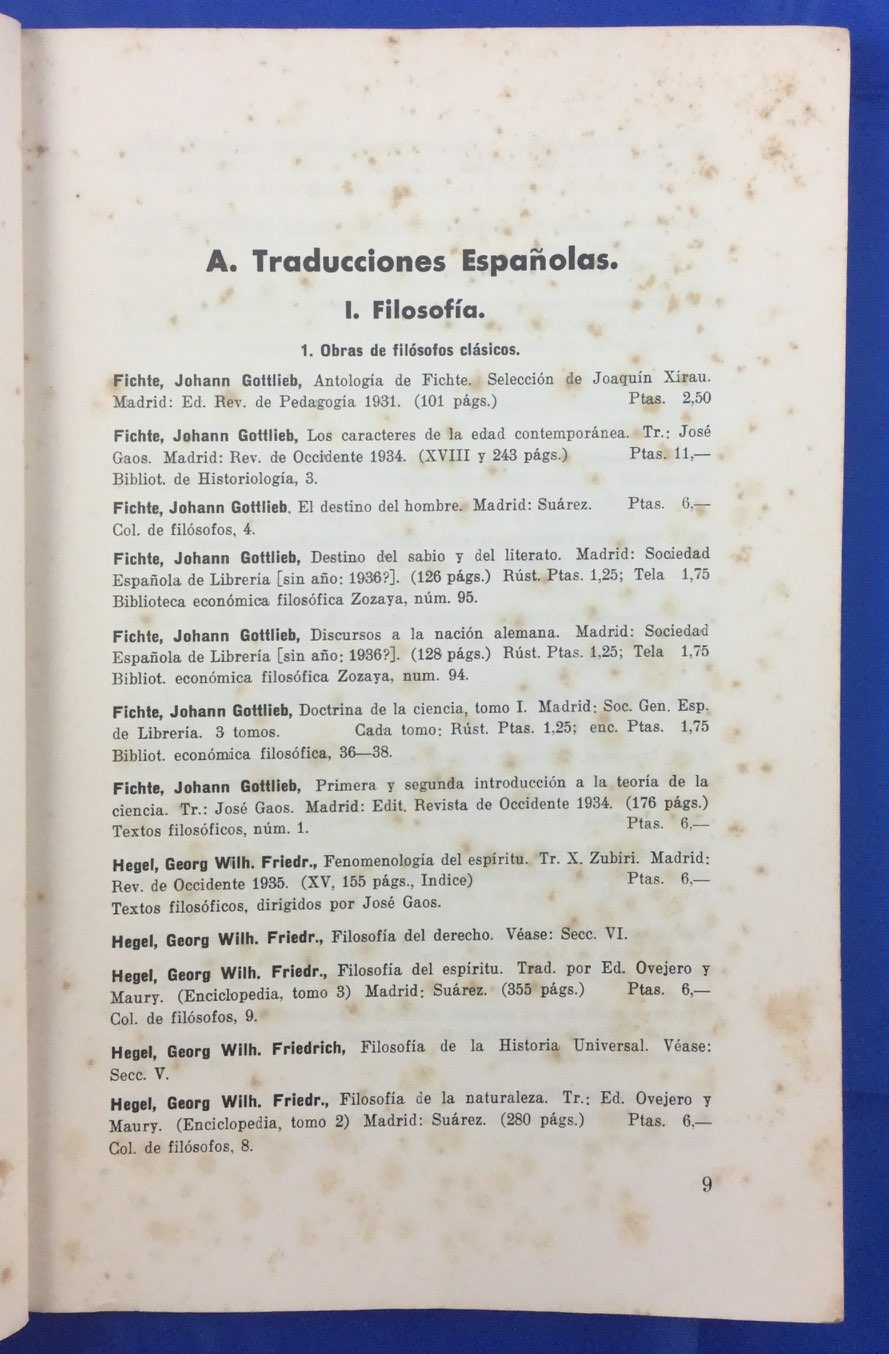 A. Traducciones Españolas.
I. Filosofía.
1. Obras de filósofos clásicos.
Fichte, Johann Gottlieb, Antología de Fichte. Selección de Joaquín Xirau.
Madrid: Ed. Rev. de Pedagogía 1931. (101 págs.) Ptas. 2,50
Fichte, Johann Gottlieb, Los caracteres de la edad contemporánea. Tr.: José
Gaos. Madrid: Rev. de Occidente 1934. (XVIII y 243 págs.) Ptas. 11,—
Bibliot. de Historiología, 3.
Fichte, Johann Gottlieb. El destino del hombre. Madrid: Suárez. Ptas. 6,—
Col. de filósofos, 4.
Fichte, Johann Gottlieb, Destino del sabio y del literato. Madrid: Sociedad
Española de Librería [sin año: 1936?]. (126 págs.) Rúst. Ptas. 1,25; Tela 1,75
Biblioteca económica filosófica Zozaya, núm. 95.
Fichte, Johann Gottlieb, Discursos a la nación alemana. Madrid: Sociedad
Española de Librería [sin año: 1936?]. (128 págs.) Rúst. Ptas. 1,25; Tela 1,75
Bibliot. económica filosófica Zozaya, num. 94.
Fichte, Johann Gottlieb, Doctrina de la ciencia, tomo I. Madrid: Soc. Gen. Esp.
de Librería. 3 tomos. Cada tomo: Rúst. Ptas. 1,25; enc. Ptas. 1,75
Bibliot. económica filosófica, 36—38.
Fichte, Johann Gottlieb, Primera y segunda introducción a la teoría de la
ciencia. Tr.: José Gaos. Madrid: Edit. Revista de Occidente 1934. (176 págs.)
Textos filosóficos, núm. 1. Ptas. 6,—
Hegel, Georg Wilh. Friedr., Fenomenología del espíritu. Tr. X. Zubiri. Madrid:
Rev. de Occidente 1935. (XV, 155 págs., Indice) Ptas. 6,—
Textos filosóficos, dirigidos por José Gaos.
Hegel, Georg Wilh. Friedr., Filosofía del derecho. Véase: Secc. VI.
Hegel, Georg Wilh. Friedr., Filosofía del espíritu. Trad. por Ed. Ovejero y
Maury. (Enciclopedia, tomo 3) Madrid: Suárez. (355 págs.) Ptas. 6,—
Col. de filósofos, 9.
Hegel, Georg Wilh. Friedrich, Filosofía de la Historia Universal. Véase:
Secc. V.
Hegel, Georg Wilh. Friedr., Filosofía de la naturaleza. Tr.: Ed. Ovejero y
Maury. (Enciclopedia, tomo 2) Madrid: Suárez. (280 págs.) Ptas. 6,—
Col. de filósofos, 8.
9